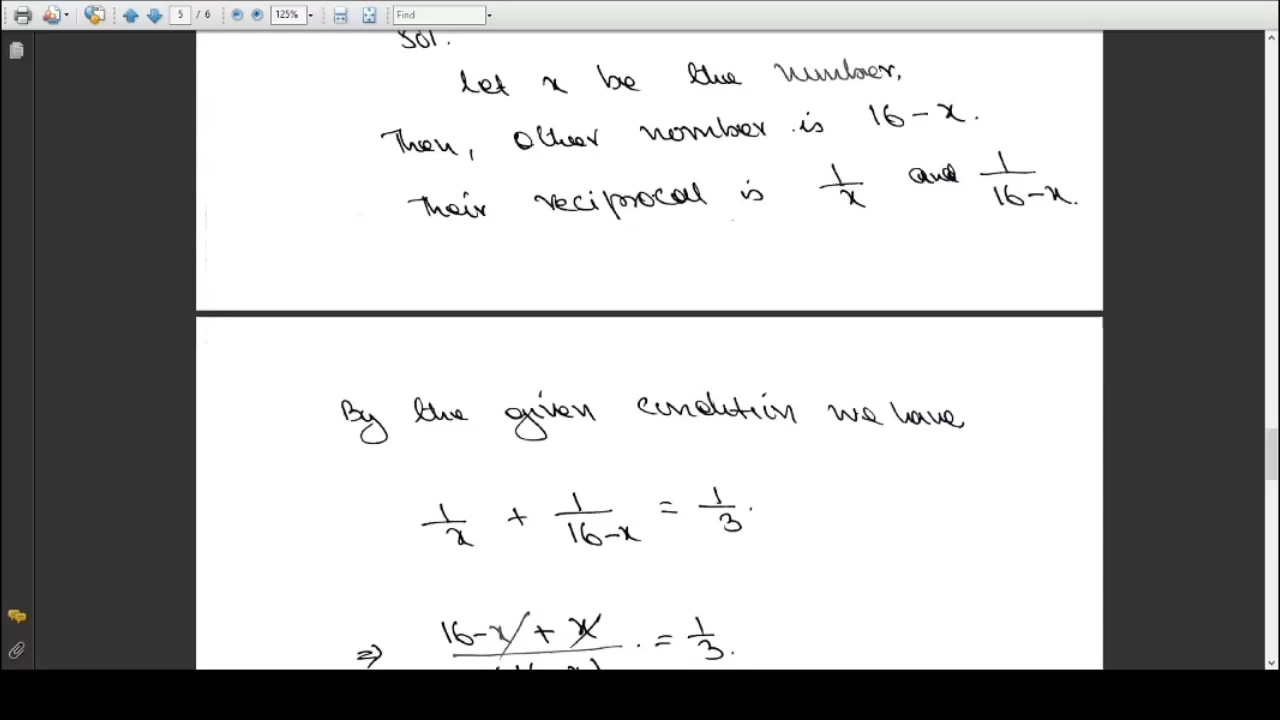 5 / 6 125% Find
Sol.
Let x be the number.
Then, other number is 16-x.
Their reciprocal is 1/x and 1/(16-x).
By the given condition we have
1/x + 1/(16-x) = 1/3.
⇒ (16-x + x)/ = 1/3.